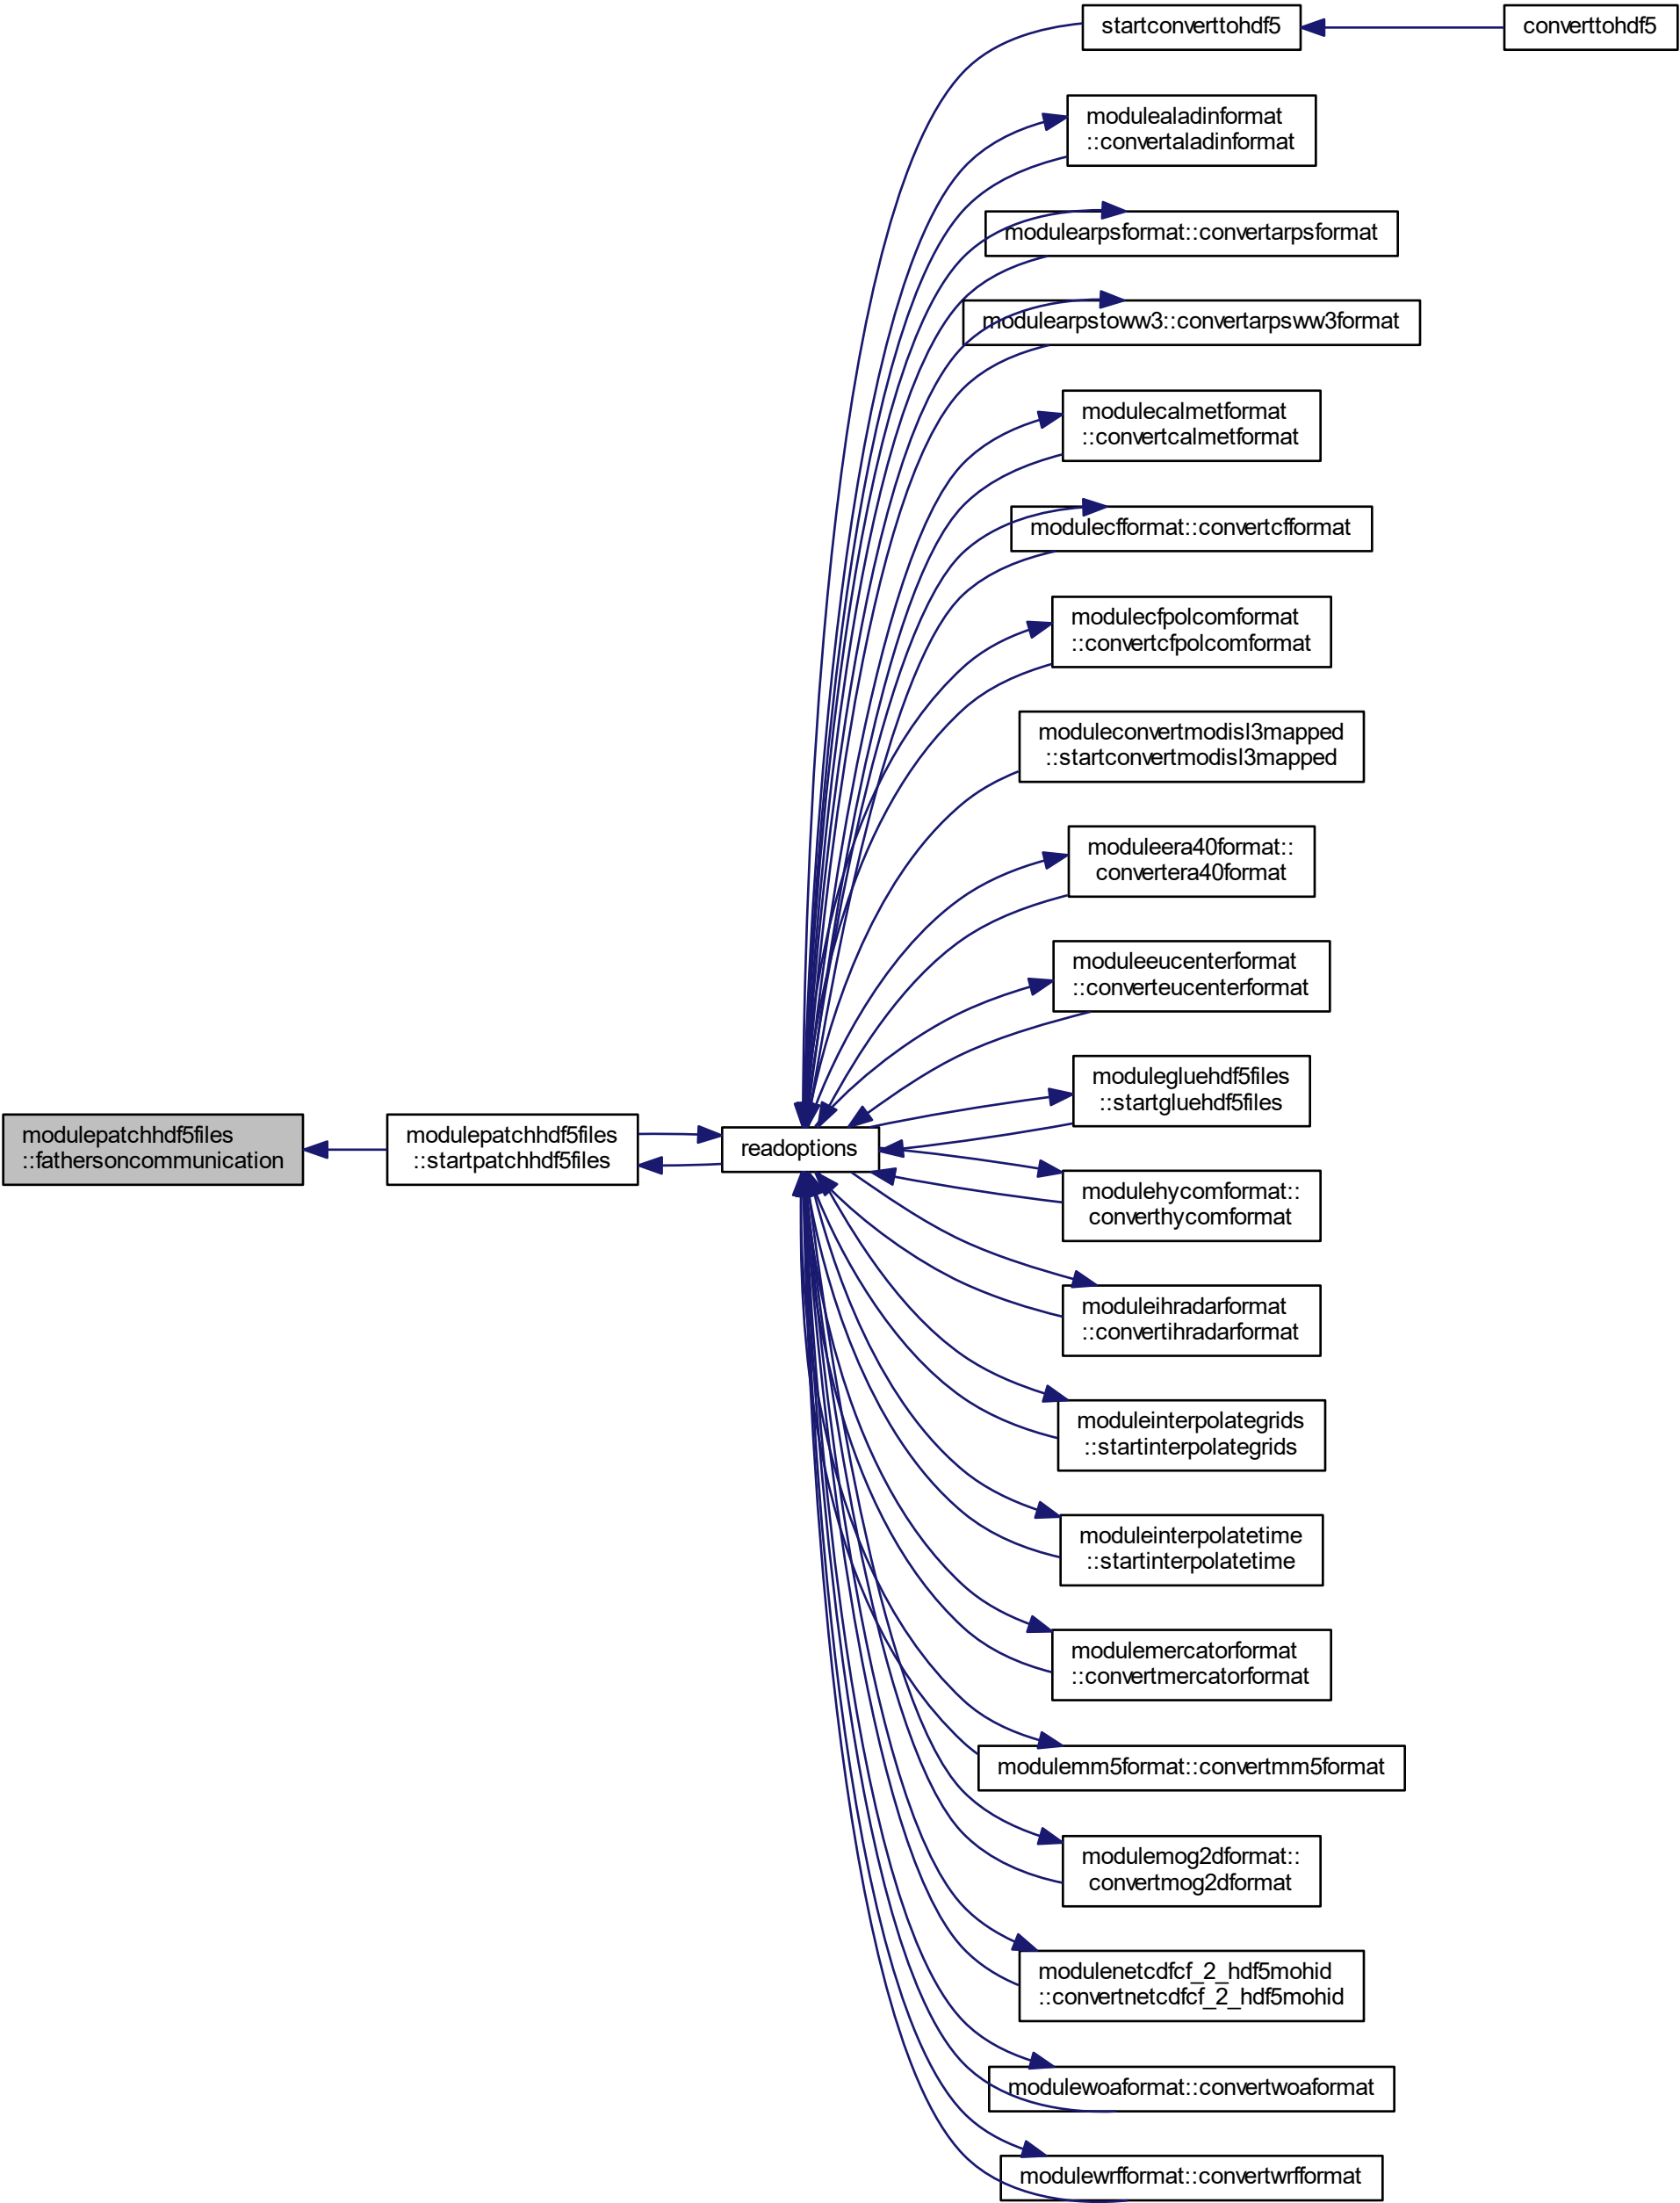 startconverttohdf5
converttohdf5
modulealadinformat
::convertaladinformat
modulearpsformat::convertarpsformat
modulearpstoww3::convertarpsww3format
modulecalmetformat
::convertcalmetformat
modulecfformat::convertcfformat
modulecfpolcomformat
::convertcfpolcomformat
moduleconvertmodisl3mapped
::startconvertmodisl3mapped
moduleera40format::
convertera40format
moduleeucenterformat
::converteucenterformat
modulegluehdf5files
::startgluehdf5files
modulepatchhdf5files
::fathersoncommunication
modulepatchhdf5files
::startpatchhdf5files
readoptions
modulehycomformat::
converthycomformat
moduleihradarformat
::convertihradarformat
moduleinterpolategrids
::startinterpolategrids
moduleinterpolatetime
::startinterpolatetime
modulemercatorformat
::convertmercatorformat
modulemm5format::convertmm5format
modulemog2dformat::
convertmog2dformat
modulenetcdfcf_2_hdf5mohid
::convertnetcdfcf_2_hdf5mohid
modulewoaformat::convertwoaformat
modulewrfformat::convertwrfformat